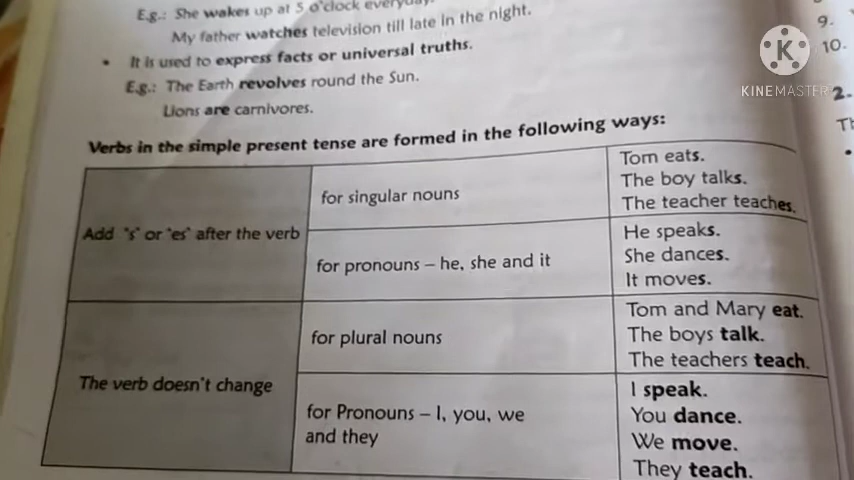 E.g.: She wakes up at 5 o'clock everyday.
My father watches television till late in the night.
• It is used to express facts or universal truths.
E.g.: The Earth revolves round the Sun.
Lions are carnivores.
Verbs in the simple present tense are formed in the following ways:
Add 's' or 'es' after the verb
for singular nouns
Tom eats.
The boy talks.
The teacher teaches.
for pronouns – he, she and it
He speaks.
She dances.
It moves.
The verb doesn't change
for plural nouns
Tom and Mary eat.
The boys talk.
The teachers teach.
for Pronouns – I, you, we
and they
I speak.
You dance.
We move.
They teach.
9.
10.
2.
Th
•
K
KINEMASTER